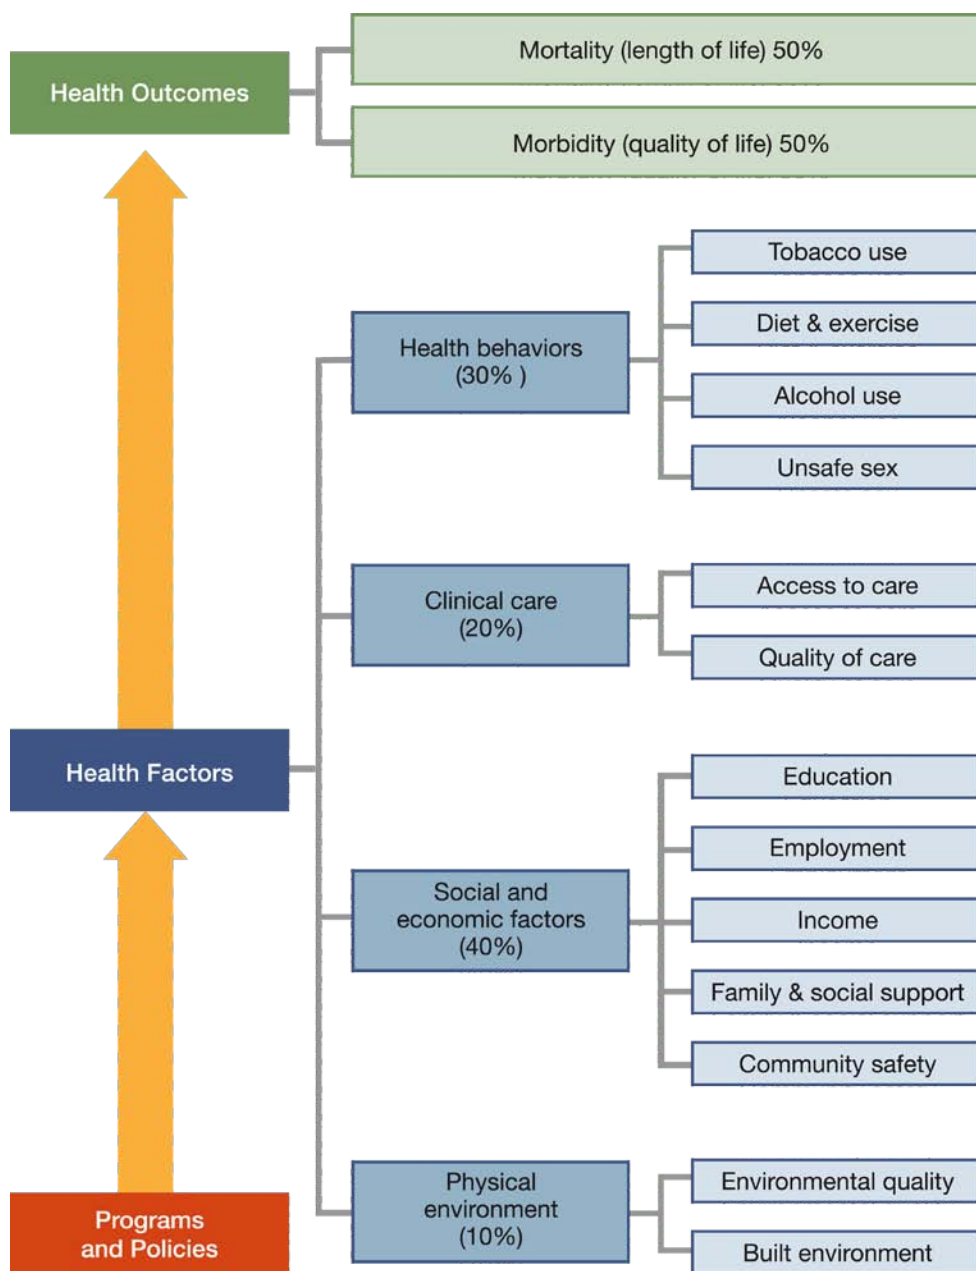 Health Outcomes
Mortality (length of life) 50%
Morbidity (quality of life) 50%
Health Factors
Health behaviors
(30% )
Tobacco use
Diet & exercise
Alcohol use
Unsafe sex
Clinical care
(20%)
Access to care
Quality of care
Social and
economic factors
(40%)
Education
Employment
Income
Family & social support
Community safety
Physical
environment
(10%)
Environmental quality
Built environment
Programs
and Policies